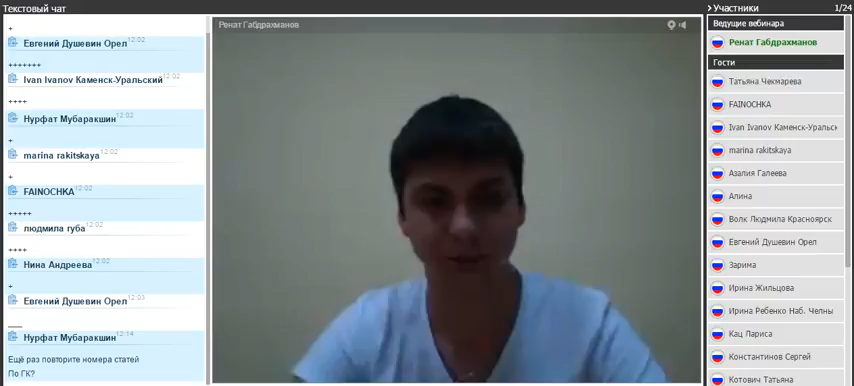 Текстовый чат
+
Евгений Душевин Орел 12:02
+++++++
Ivan Ivanov Каменск-Уральский 12:02
++++
Нурфат Мубаракшин 12:02
+
marina rakitskaya 12:02
+
FAINOCHKA 12:02
+++++
людмила губа 12:02
++++
Нина Андреева 12:02
+
Евгений Душевин Орел 12:03
___
Нурфат Мубаракшин 12:14
Ещё раз повторите номера статей
По ГК?
Ренат Габдрахманов
Участники 1/24
Ведущие вебинара
Ренат Габдрахманов
Гости
Татьяна Чекмарева
FAINOCHKA
Ivan Ivanov Каменск-Уральск
marina rakitskaya
Азалия Галеева
Алина
Волк Людмила Красноярск
Евгений Душевин Орел
Зарима
Ирина Жильцова
Ирина Ребенко Наб. Челны
Кац Лариса
Константинов Сергей
Котович Татьяна